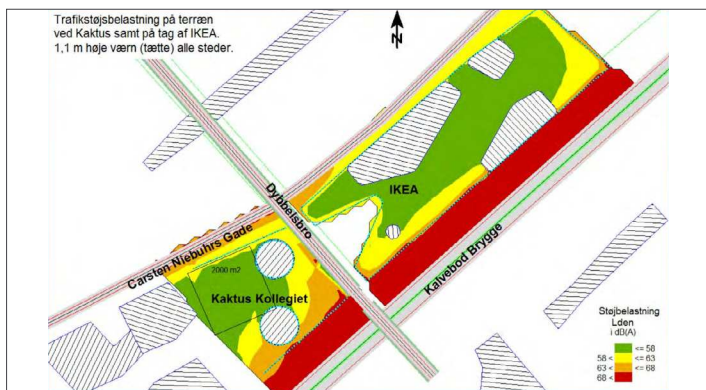 Trafikstøjsbelastning på terræn
ved Kaktus samt på tag af IKEA.
1,1 m høje værn (tætte) alle steder.
N
IKEA
Dybbelsbro
Carsten Niebuhrs Gade
2000 m2
Kaktus Kollegiet
Kalvebod Brygge
Støjbelastning
Lden
i dB(A)
<= 58
58 < <= 63
63 < <= 68
68 <